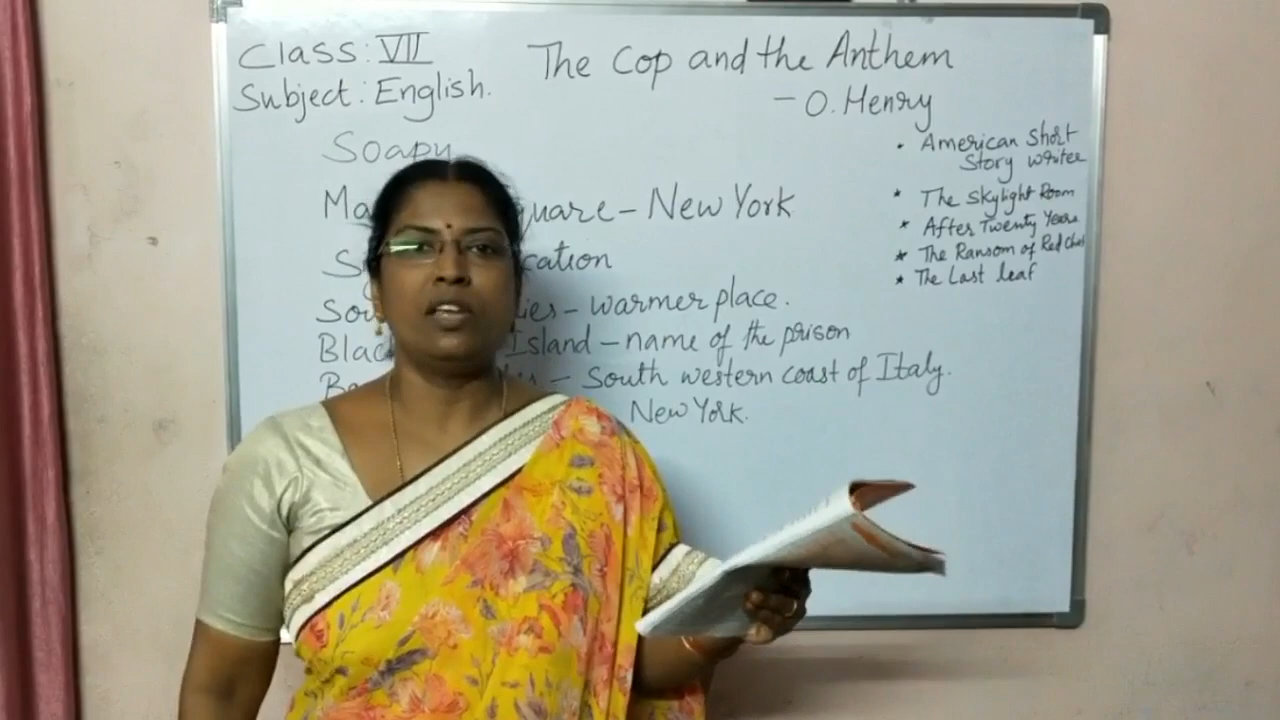 Class: VII
Subject: English.
The Cop and the Anthem
- O. Henry
• American Short
Story writer
* The Skylight Room
* After Twenty Years
* The Ransom of Red Chief
* The Last leaf
Soapy
Ma quare - New York
S cation
Sou ies - warmer place.
Blac Island - name of the prison
Ba - South western coast of Italy.
New York.